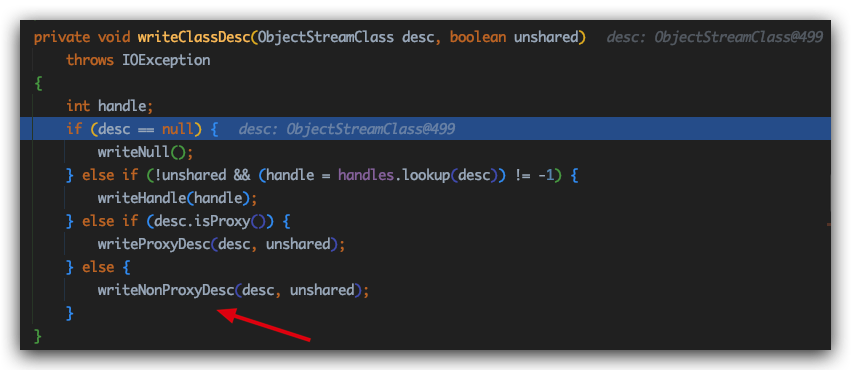 private void writeClassDesc(ObjectStreamClass desc, boolean unshared) desc: ObjectStreamClass@499
throws IOException
{
int handle;
if (desc == null) { desc: ObjectStreamClass@499
writeNull();
} else if (!unshared && (handle = handles.lookup(desc)) != -1) {
writeHandle(handle);
} else if (desc.isProxy()) {
writeProxyDesc(desc, unshared);
} else {
writeNonProxyDesc(desc, unshared);
}
}